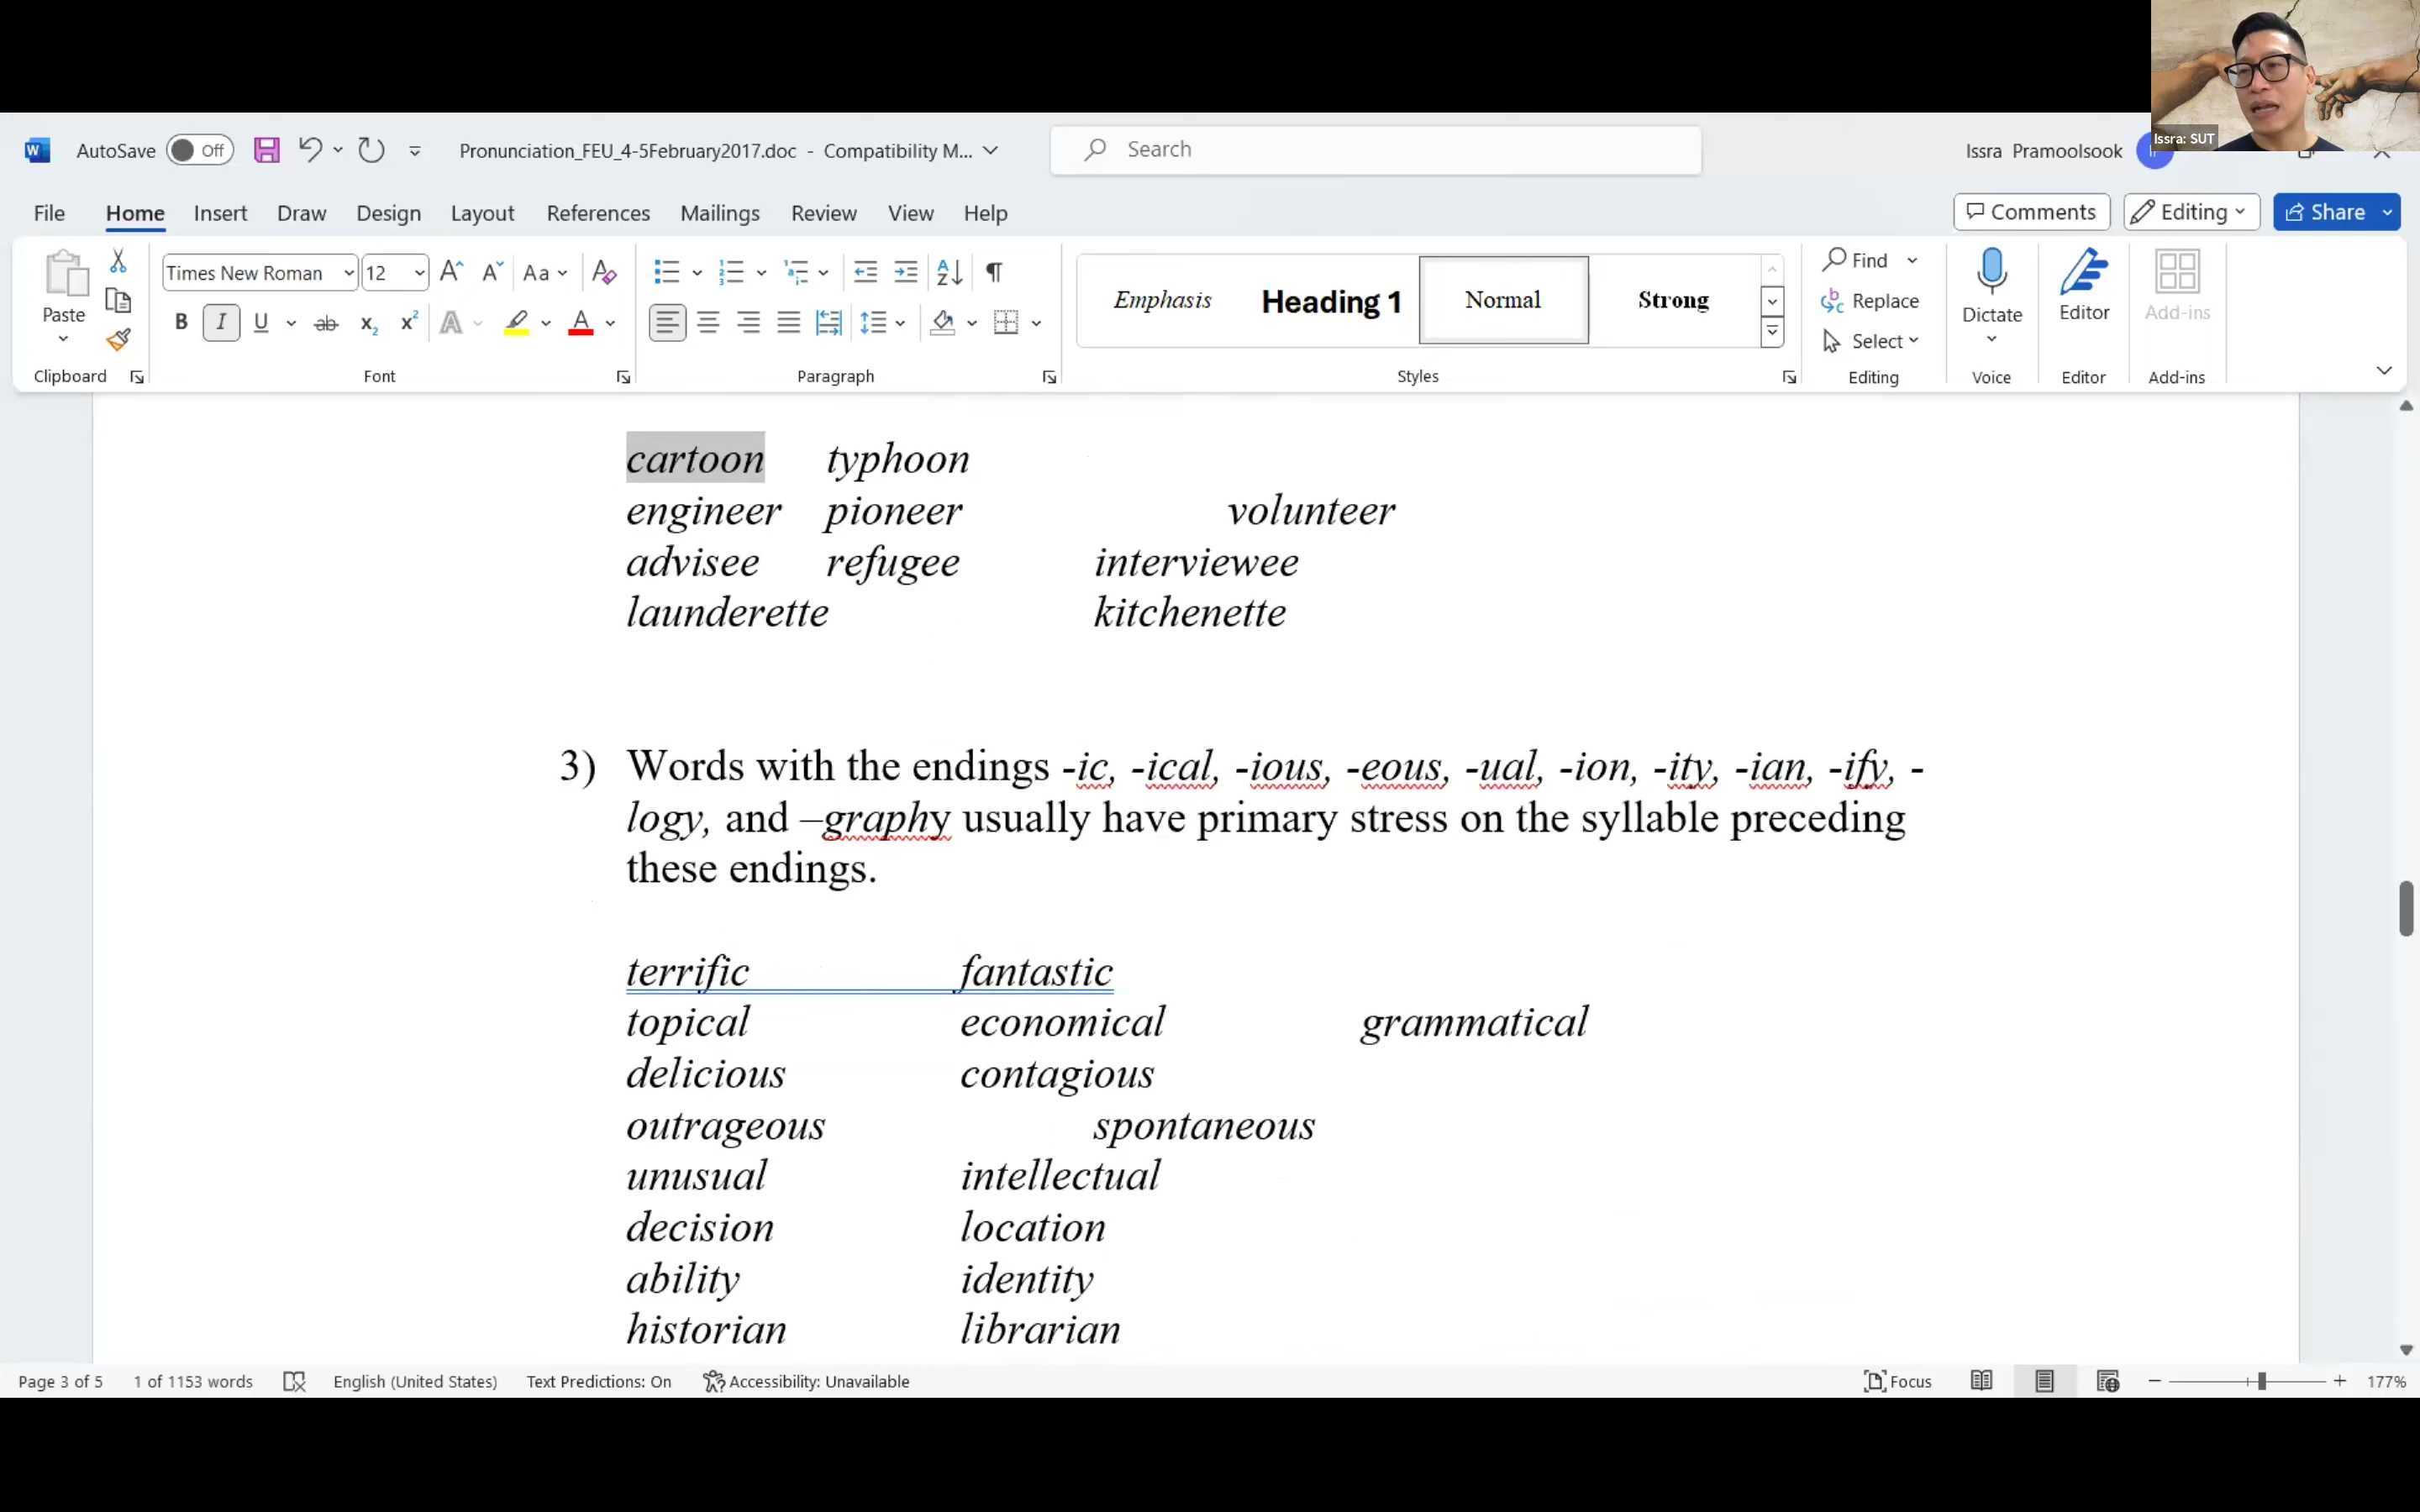 Issra: SUT
AutoSave Off Pronunciation_FEU_4-5February2017.doc - Compatibility M... Search Issra Pramoolsook
File Home Insert Draw Design Layout References Mailings Review View Help Comments Editing Share
Times New Roman 12 Aa Emphasis Heading 1 Normal Strong Find
Paste Replace Dictate Editor Add-ins
B I U ab x₂ x² A A Select
Clipboard Font Paragraph Styles Editing Voice Editor Add-ins
cartoon typhoon
engineer pioneer volunteer
advisee refugee interviewee
launderette kitchenette
3) Words with the endings -ic, -ical, -ious, -eous, -ual, -ion, -ity, -ian, -ify, -
logy, and –graphy usually have primary stress on the syllable preceding
these endings.
terrific fantastic
topical economical grammatical
delicious contagious
outrageous spontaneous
unusual intellectual
decision location
ability identity
historian librarian
Page 3 of 5 1 of 1153 words English (United States) Text Predictions: On Accessibility: Unavailable Focus 177%